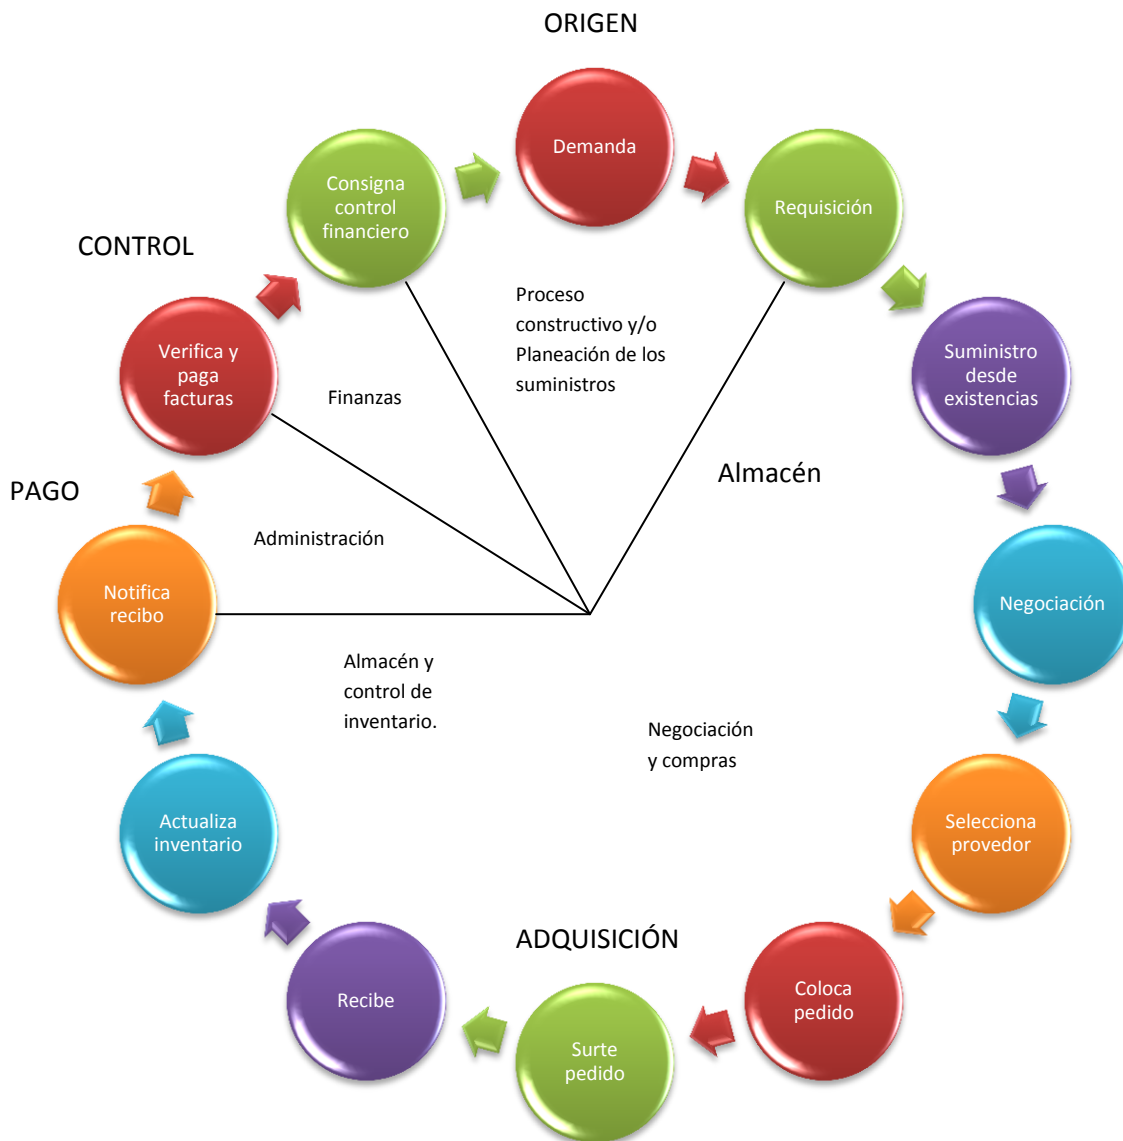 ORIGEN
Demanda
Requisición
Suministro
desde
existencias
Negociación
Selecciona
provedor
Coloca
pedido
Surte
pedido
Recibe
Actualiza
inventario
Notifica
recibo
Verifica y
paga
facturas
Consigna
control
financiero
CONTROL
PAGO
ADQUISICIÓN
Proceso
constructivo y/o
Planeación de los
suministros
Finanzas
Almacén
Administración
Almacén y
control de
inventario.
Negociación
y compras